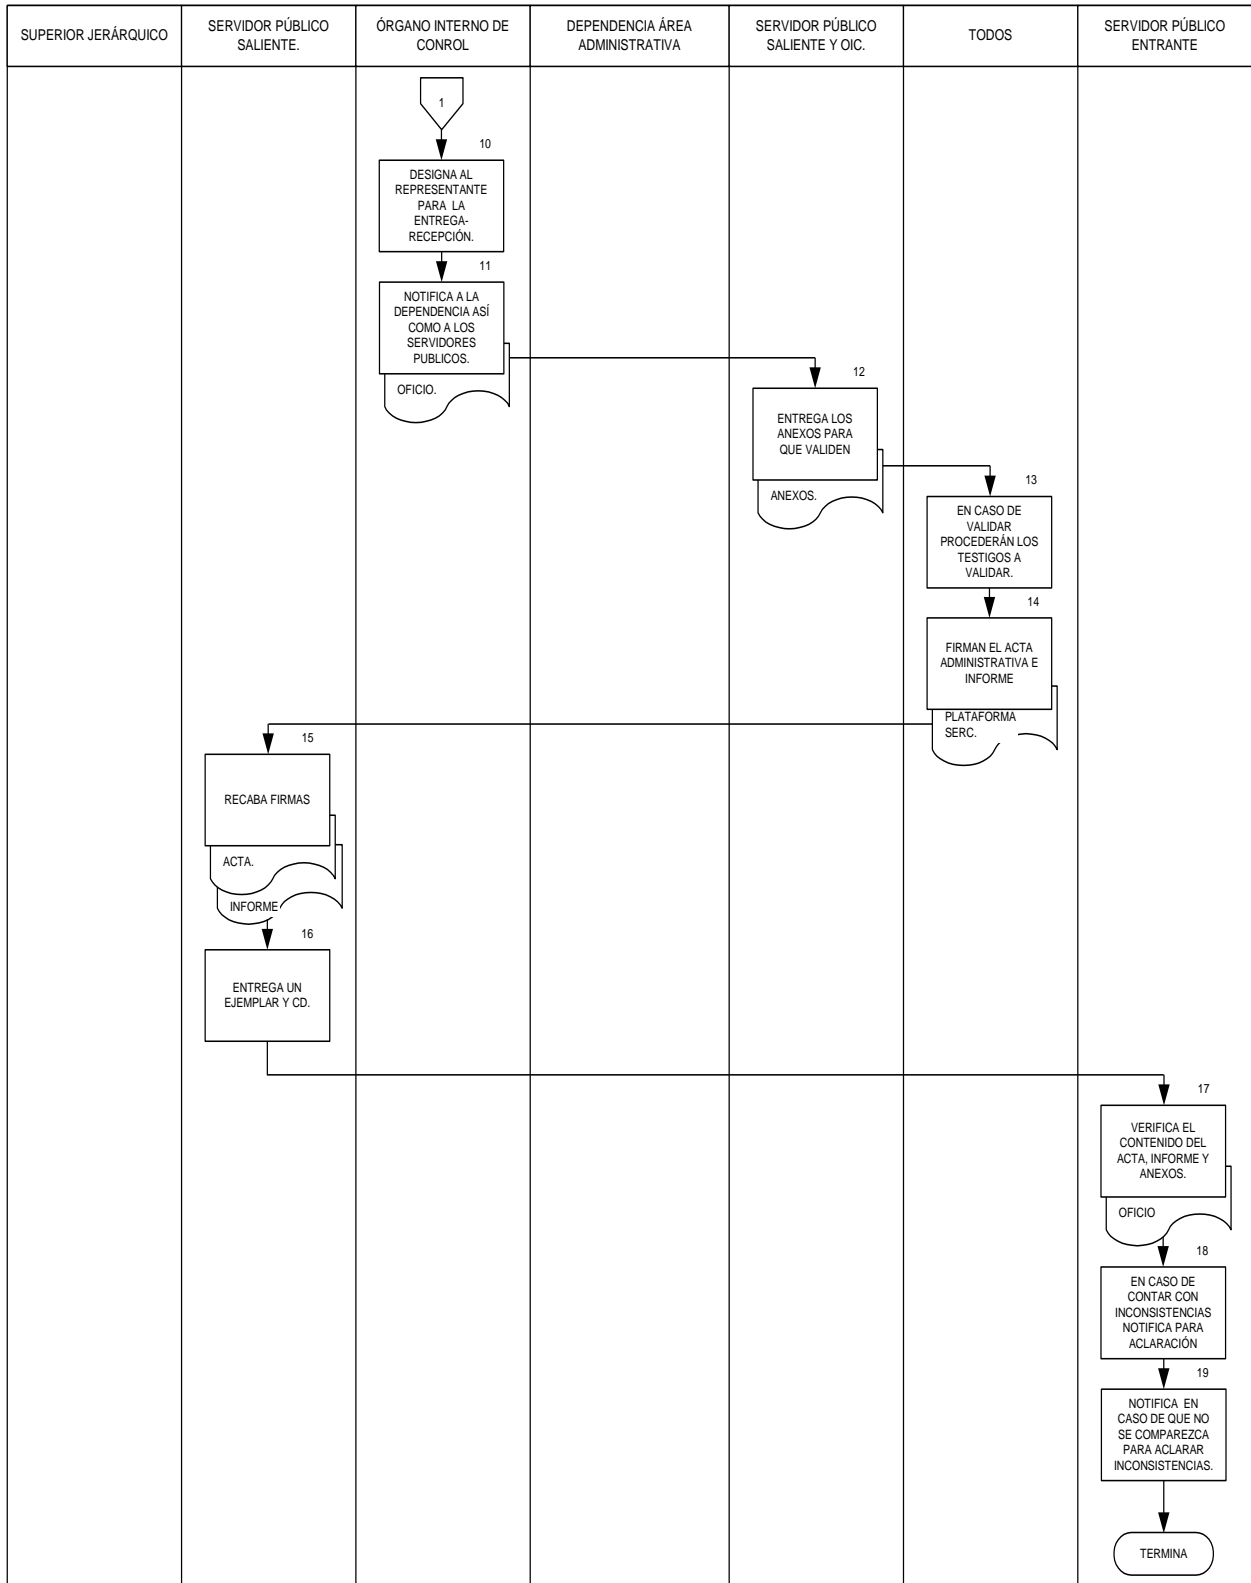 SUPERIOR JERÁRQUICO
SERVIDOR PÚBLICO
SALIENTE.
ÓRGANO INTERNO DE
CONROL
DEPENDENCIA ÁREA
ADMINISTRATIVA
SERVIDOR PÚBLICO
SALIENTE Y OIC.
TODOS
SERVIDOR PÚBLICO
ENTRANTE
1
10
DESIGNA AL
REPRESENTANTE
PARA LA
ENTREGA-
RECEPCIÓN.
11
NOTIFICA A LA
DEPENDENCIA ASÍ
COMO A LOS
SERVIDORES
PUBLICOS.
OFICIO.
12
ENTREGA LOS
ANEXOS PARA
QUE VALIDEN
ANEXOS.
13
EN CASO DE
VALIDAR
PROCEDERÁN LOS
TESTIGOS A
VALIDAR.
14
FIRMAN EL ACTA
ADMINISTRATIVA E
INFORME
PLATAFORMA
SERC.
15
RECABA FIRMAS
ACTA.
INFORME
16
ENTREGA UN
EJEMPLAR Y CD.
17
VERIFICA EL
CONTENIDO DEL
ACTA, INFORME Y
ANEXOS.
OFICIO
18
EN CASO DE
CONTAR CON
INCONSISTENCIAS
NOTIFICA PARA
ACLARACIÓN
19
NOTIFICA EN
CASO DE QUE NO
SE COMPAREZCA
PARA ACLARAR
INCONSISTENCIAS.
TERMINA